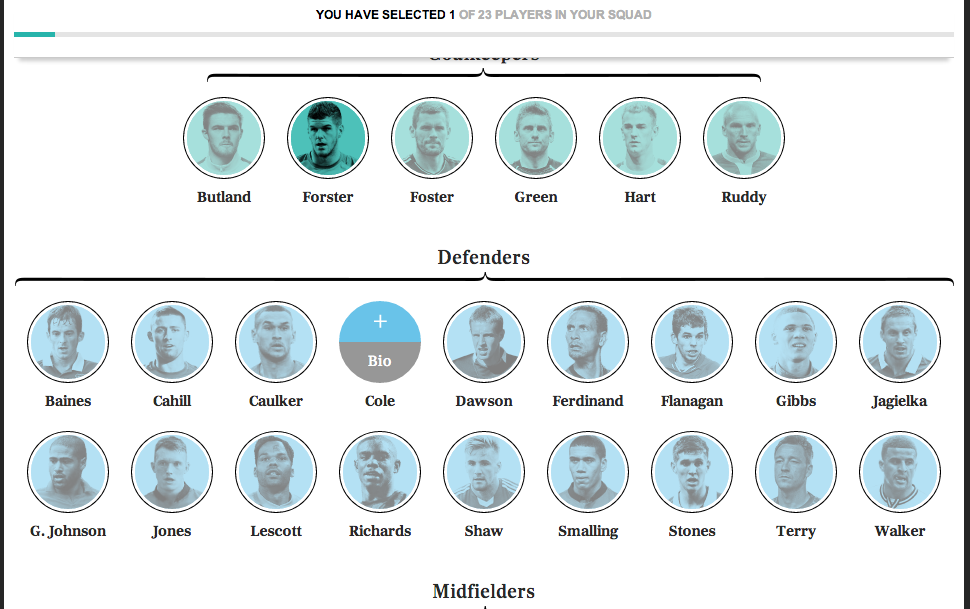 YOU HAVE SELECTED 1 OF 23 PLAYERS IN YOUR SQUAD
Goalkeepers
Butland Forster Foster Green Hart Ruddy
Defenders
+
Bio
Baines Cahill Caulker Cole Dawson Ferdinand Flanagan Gibbs Jagielka
G. Johnson Jones Lescott Richards Shaw Smalling Stones Terry Walker
Midfielders